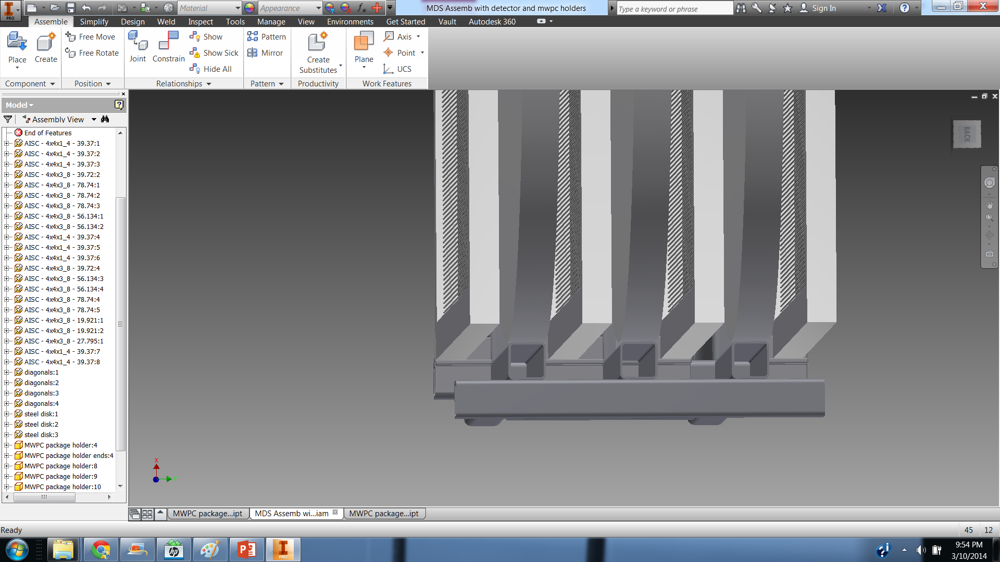 Material
Appearance
MDS Assemb with detector and mwpc holders
Type a keyword or phrase
Sign In
PRO
Assemble Simplify Design Weld Inspect Tools Manage View Environments Get Started Vault Autodesk 360
Place
Create
Free Move
Free Rotate
Joint
Constrain
Show
Show Sick
Hide All
Pattern
Mirror
Create
Substitutes
Plane
Axis
Point
UCS
Component Position Relationships Pattern Productivity Work Features
Model
Assembly View
End of Features
AISC - 4x4x1_4 - 39.37:1
AISC - 4x4x1_4 - 39.37:2
AISC - 4x4x1_4 - 39.37:3
AISC - 4x4x3_8 - 39.72:2
AISC - 4x4x3_8 - 78.74:1
AISC - 4x4x3_8 - 78.74:2
AISC - 4x4x3_8 - 78.74:3
AISC - 4x4x3_8 - 56.134:1
AISC - 4x4x3_8 - 56.134:2
AISC - 4x4x1_4 - 39.37:4
AISC - 4x4x1_4 - 39.37:5
AISC - 4x4x1_4 - 39.37:6
AISC - 4x4x3_8 - 39.72:4
AISC - 4x4x3_8 - 56.134:3
AISC - 4x4x3_8 - 56.134:4
AISC - 4x4x3_8 - 78.74:4
AISC - 4x4x3_8 - 78.74:5
AISC - 4x4x3_8 - 19.921:1
AISC - 4x4x3_8 - 19.921:2
AISC - 4x4x3_8 - 27.795:1
AISC - 4x4x1_4 - 39.37:7
AISC - 4x4x1_4 - 39.37:8
diagonals:1
diagonals:2
diagonals:3
diagonals:4
steel disk:1
steel disk:2
steel disk:3
MWPC package holder:4
MWPC package holder ends:4
MWPC package holder:8
MWPC package holder:9
MWPC package holder:10
BACK
X
Y
MWPC package...ipt
MDS Assemb wi...iam
MWPC package...ipt
Ready
45 12
hp
PRO
9:54 PM
3/10/2014